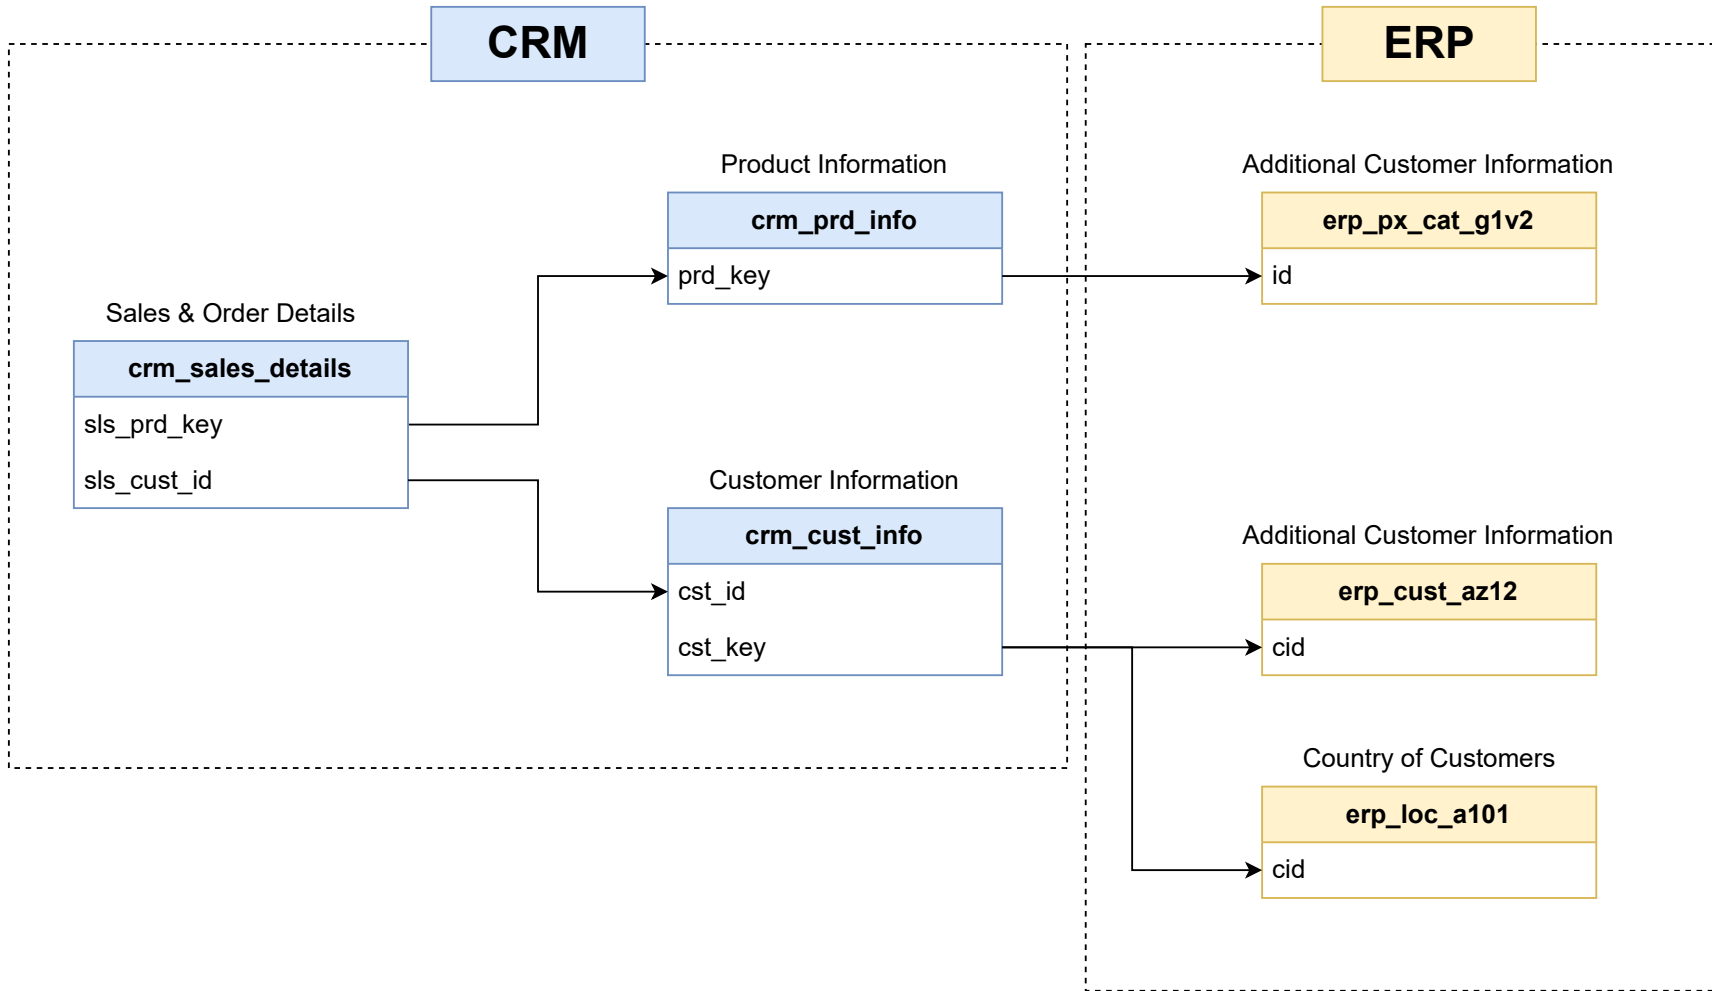 CRM
ERP
Product Information
crm_prd_info
prd_key
Additional Customer Information
erp_px_cat_g1v2
id
Sales & Order Details
crm_sales_details
sls_prd_key
sls_cust_id
Customer Information
crm_cust_info
cst_id
cst_key
Additional Customer Information
erp_cust_az12
cid
Country of Customers
erp_loc_a101
cid